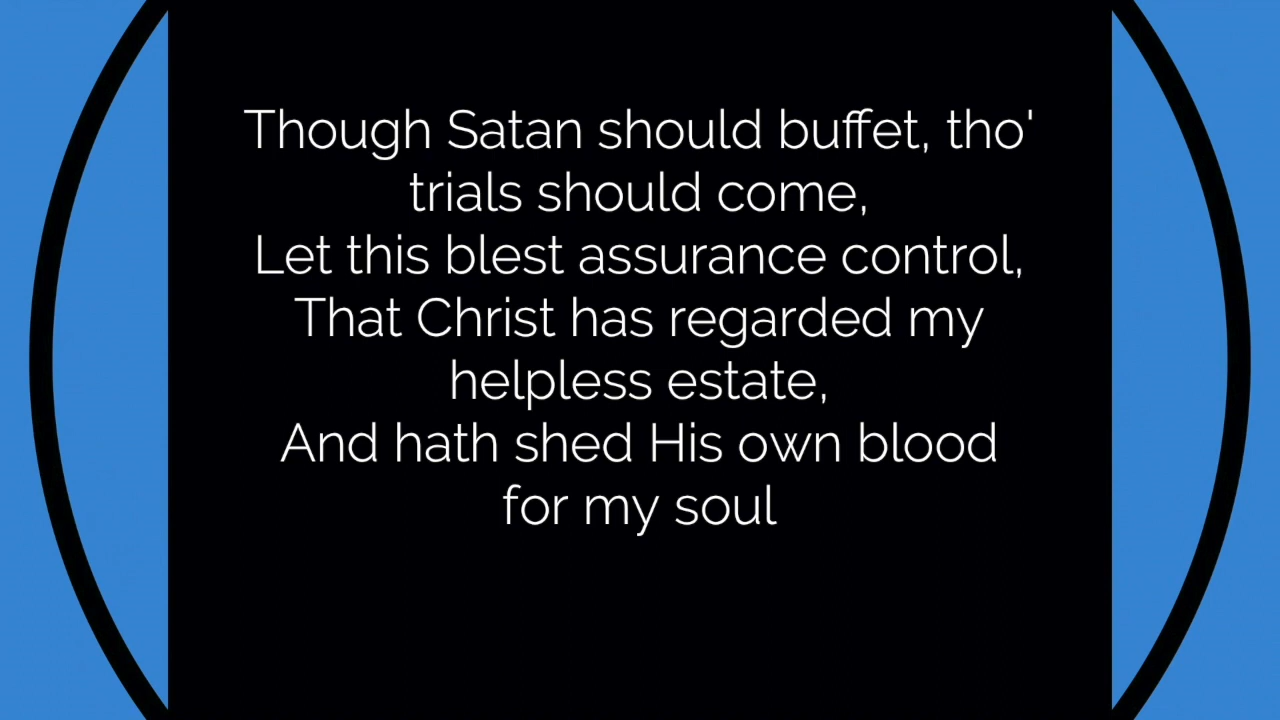 Though Satan should buffet, tho'
trials should come,
Let this blest assurance control,
That Christ has regarded my
helpless estate,
And hath shed His own blood
for my soul